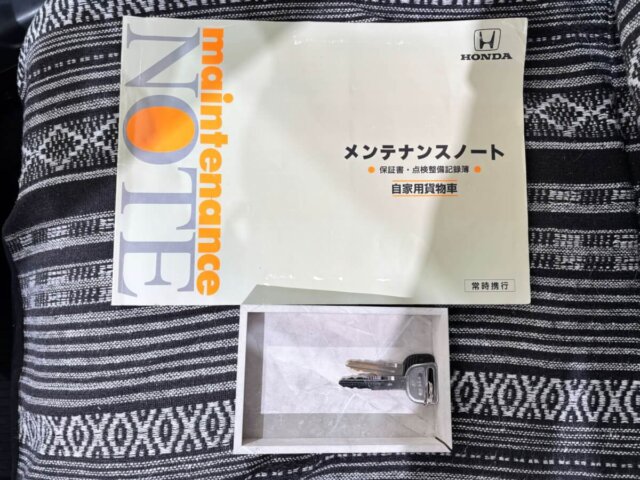 maintenance
NOTE
HONDA
メンテナンスノート
● 保証書・点検整備記録簿 ●
自家用貨物車
常時携行